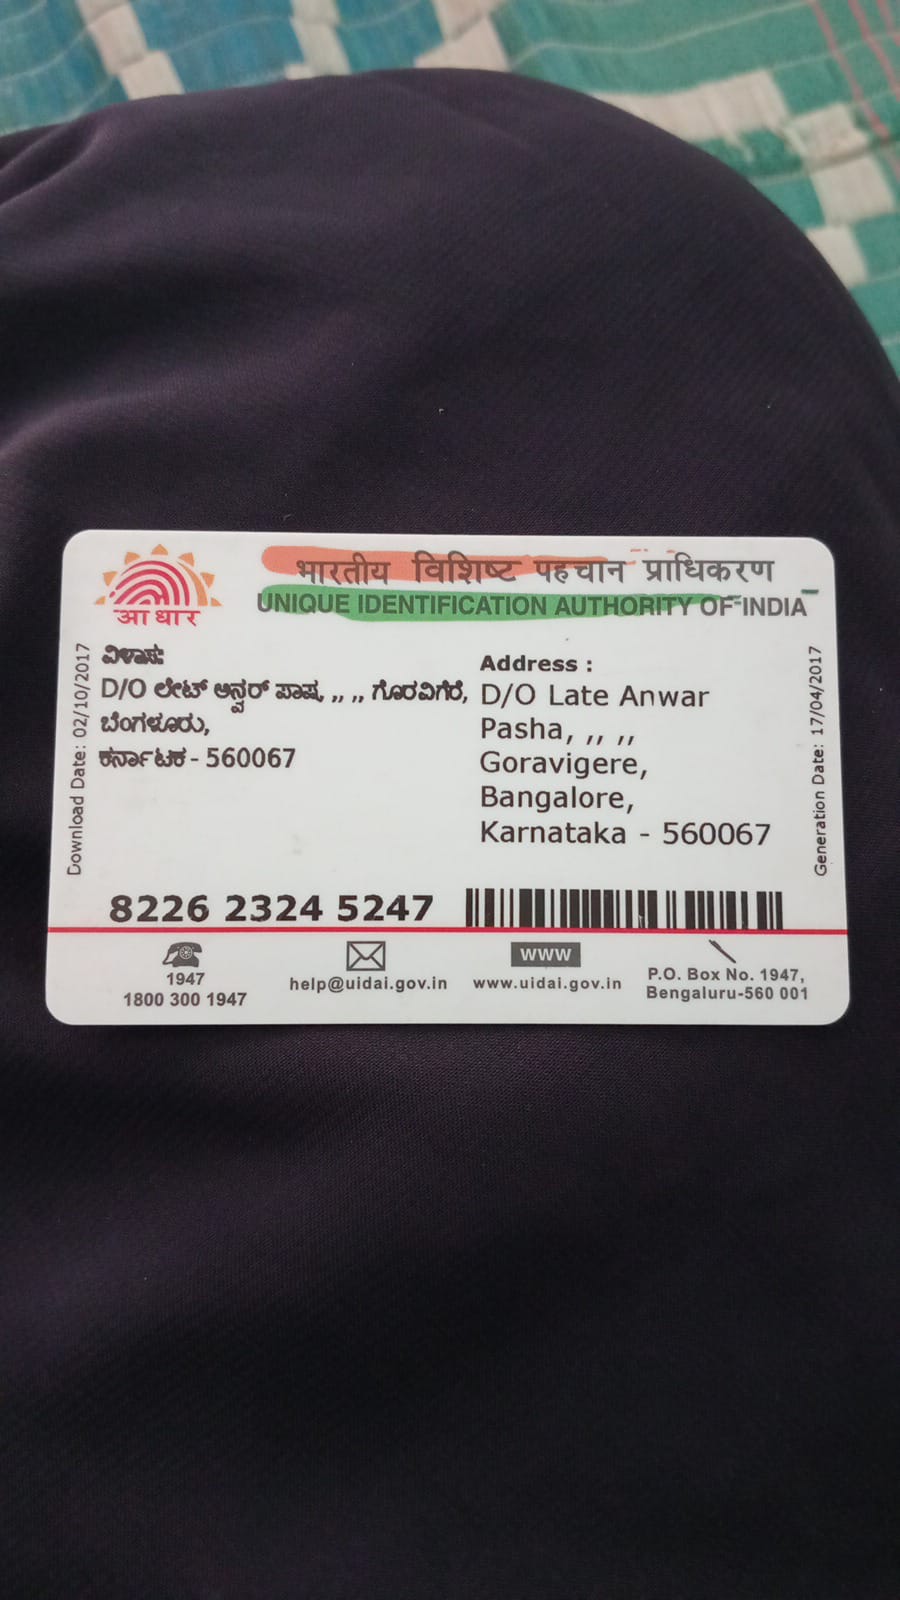 भारतीय विशिष्ट पहचान प्राधिकरण
UNIQUE IDENTIFICATION AUTHORITY OF INDIA
आधार
Download Date: 02/10/2017
ವಿಳಾಸ:
D/O ಲೇಟ್ ಅನ್ವರ್ ಪಾಷ, ,, ,, ಗೊರವಿಗೆರೆ,
ಬೆಂಗಳೂರು,
ಕರ್ನಾಟಕ - 560067
Address :
D/O Late Anwar
Pasha, ,, ,,
Goravigere,
Bangalore,
Karnataka - 560067
Generation Date: 17/04/2017
8226 2324 5247
1947
1800 300 1947
help@uidai.gov.in
www
www.uidai.gov.in
P.O. Box No. 1947,
Bengaluru-560 001